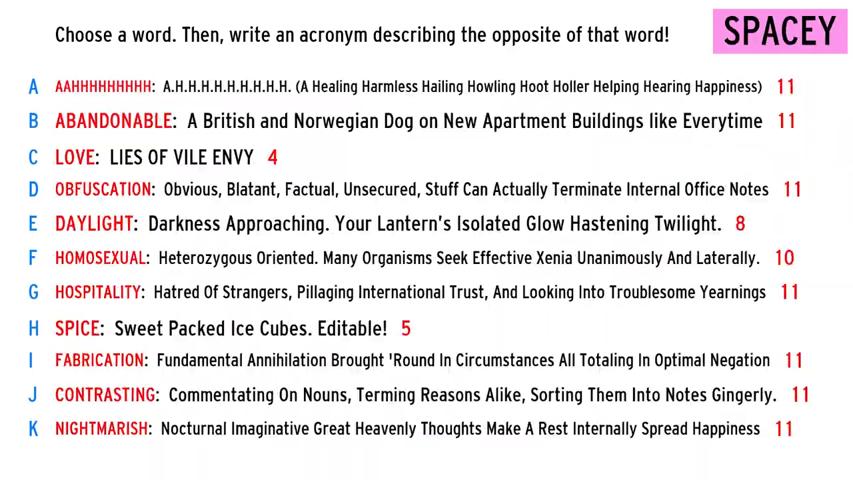 Choose a word. Then, write an acronym describing the opposite of that word!
SPACEY
A AAHHHHHHHHH: A.H.H.H.H.H.H.H.H.H. (A Healing Harmless Hailing Howling Hoot Holler Helping Hearing Happiness) 11
B ABANDONABLE: A British and Norwegian Dog on New Apartment Buildings like Everytime 11
C LOVE: LIES OF VILE ENVY 4
D OBFUSCATION: Obvious, Blatant, Factual, Unsecured, Stuff Can Actually Terminate Internal Office Notes 11
E DAYLIGHT: Darkness Approaching. Your Lantern's Isolated Glow Hastening Twilight. 8
F HOMOSEXUAL: Heterozygous Oriented. Many Organisms Seek Effective Xenia Unanimously And Laterally. 10
G HOSPITALITY: Hatred Of Strangers, Pillaging International Trust, And Looking Into Troublesome Yearnings 11
H SPICE: Sweet Packed Ice Cubes. Editable! 5
I FABRICATION: Fundamental Annihilation Brought 'Round In Circumstances All Totaling In Optimal Negation 11
J CONTRASTING: Commentating On Nouns, Terming Reasons Alike, Sorting Them Into Notes Gingerly. 11
K NIGHTMARISH: Nocturnal Imaginative Great Heavenly Thoughts Make A Rest Internally Spread Happiness 11